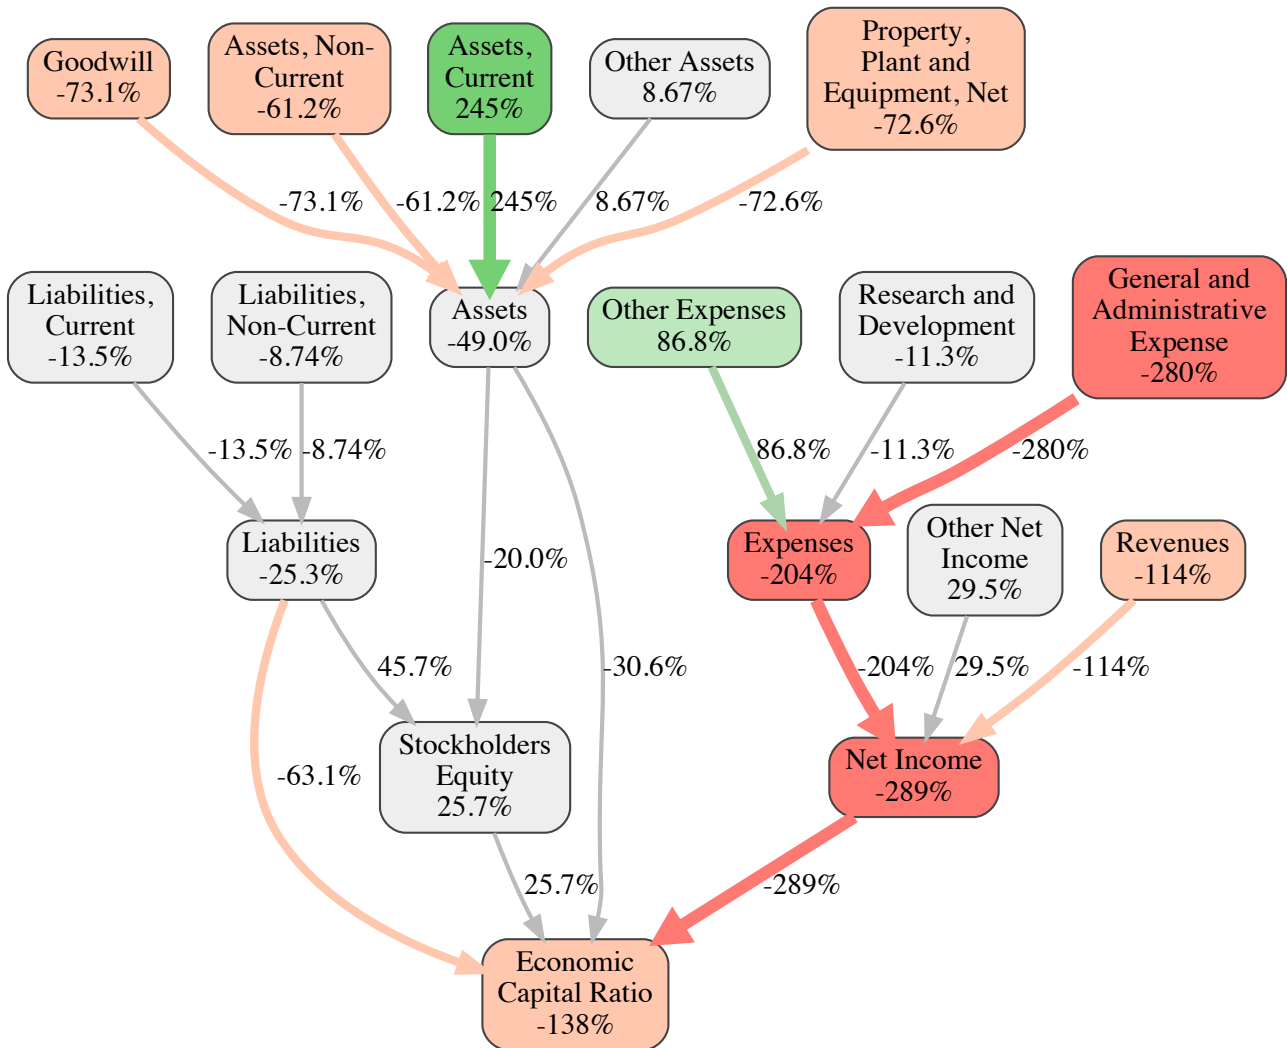 Goodwill
-73.1%
Assets, Non-
Current
-61.2%
Assets,
Current
245%
Other Assets
8.67%
Property,
Plant and
Equipment, Net
-72.6%
-73.1%
-61.2%
245%
8.67%
-72.6%
Liabilities,
Current
-13.5%
Liabilities,
Non-Current
-8.74%
Assets
-49.0%
Other Expenses
86.8%
Research and
Development
-11.3%
General and
Administrative
Expense
-280%
-13.5%
-8.74%
86.8%
-11.3%
-280%
Liabilities
-25.3%
-20.0%
Expenses
-204%
Other Net
Income
29.5%
Revenues
-114%
45.7%
-30.6%
-204%
29.5%
-114%
-63.1%
Stockholders
Equity
25.7%
Net Income
-289%
25.7%
-289%
Economic
Capital Ratio
-138%